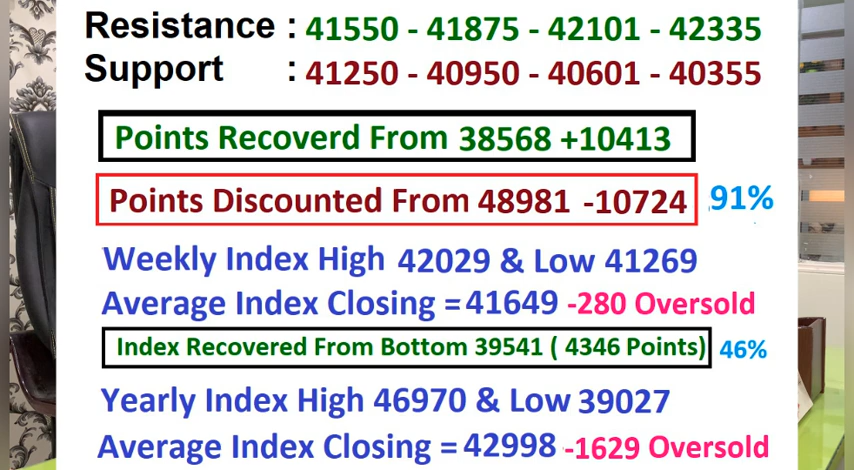 Resistance : 41550 - 41875 - 42101 - 42335
Support : 41250 - 40950 - 40601 - 40355
Points Recoverd From 38568 +10413
Points Discounted From 48981 -10724 91%
Weekly Index High 42029 & Low 41269
Average Index Closing = 41649 -280 Oversold
Index Recovered From Bottom 39541 ( 4346 Points) 46%
Yearly Index High 46970 & Low 39027
Average Index Closing = 42998 -1629 Oversold